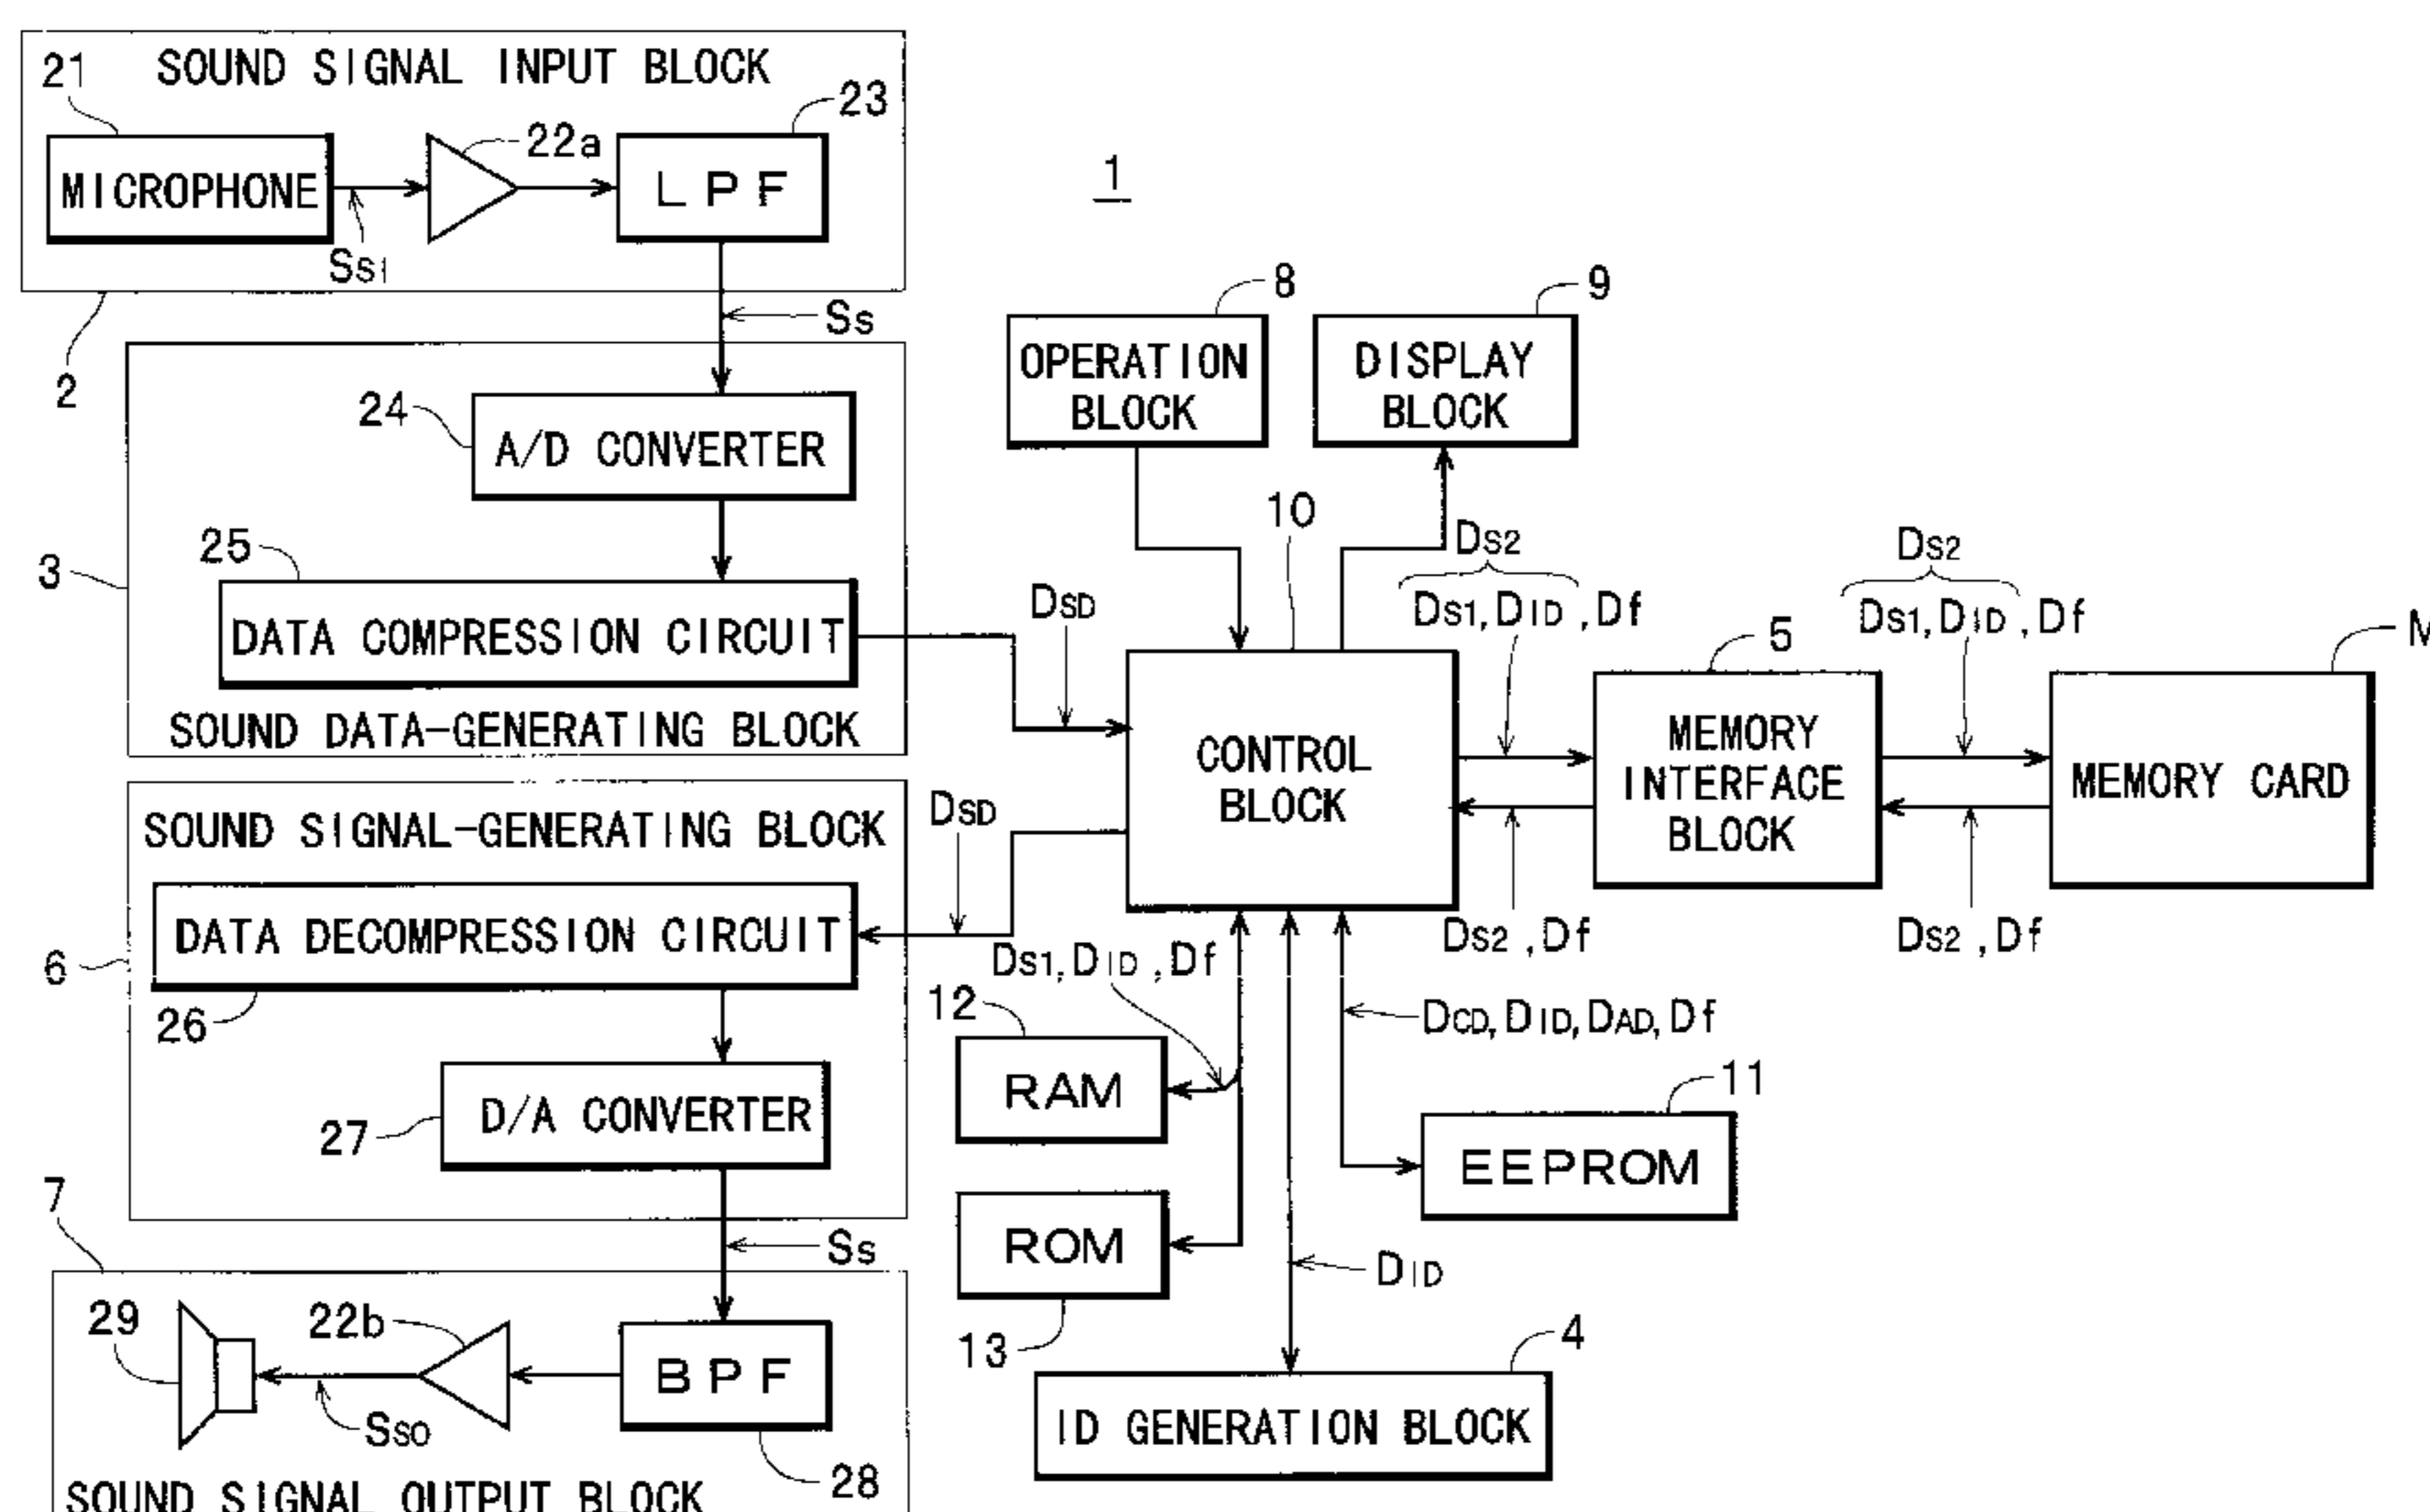 21
SOUND SIGNAL INPUT BLOCK
23
22a
MICROPHONE
LPF
SSI
1
2
Ss
8
9
OPERATION
BLOCK
DISPLAY
BLOCK
24
A/D CONVERTER
10
3
25
DATA COMPRESSION CIRCUIT
SOUND DATA-GENERATING BLOCK
DSD
DS2
DS1, DID, Df
5
DS2
DS1, DID, Df
M
CONTROL
BLOCK
MEMORY
INTERFACE
BLOCK
MEMORY CARD
SOUND SIGNAL-GENERATING BLOCK
DSD
DATA DECOMPRESSION CIRCUIT
6
26
DS1, DID, Df
DS2, Df
DS2, Df
12
DCD, DID, DAD, Df
RAM
11
27
D/A CONVERTER
EEPROM
7
Ss
ROM
DID
13
29
22b
BPF
SSO
28
4
ID GENERATION BLOCK
SOUND SIGNAL OUTPUT BLOCK